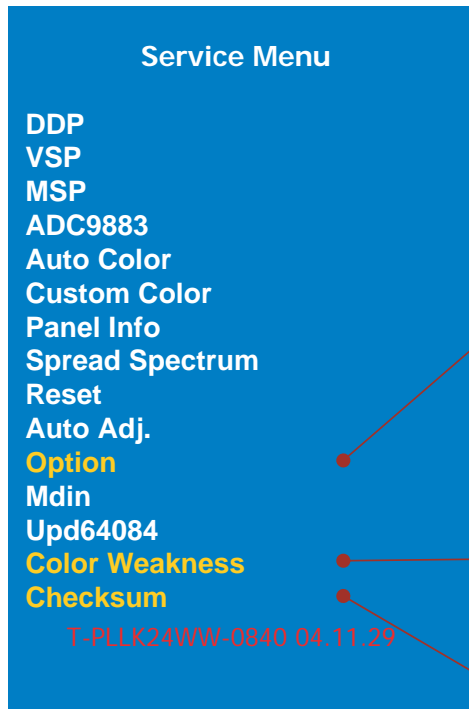 Service Menu
DDP
VSP
MSP
ADC9883
Auto Color
Custom Color
Panel Info
Spread Spectrum
Reset
Auto Adj.
Option
Mdin
Upd64084
Color Weakness
Checksum
T-PLLK24WW-0840 04.11.29